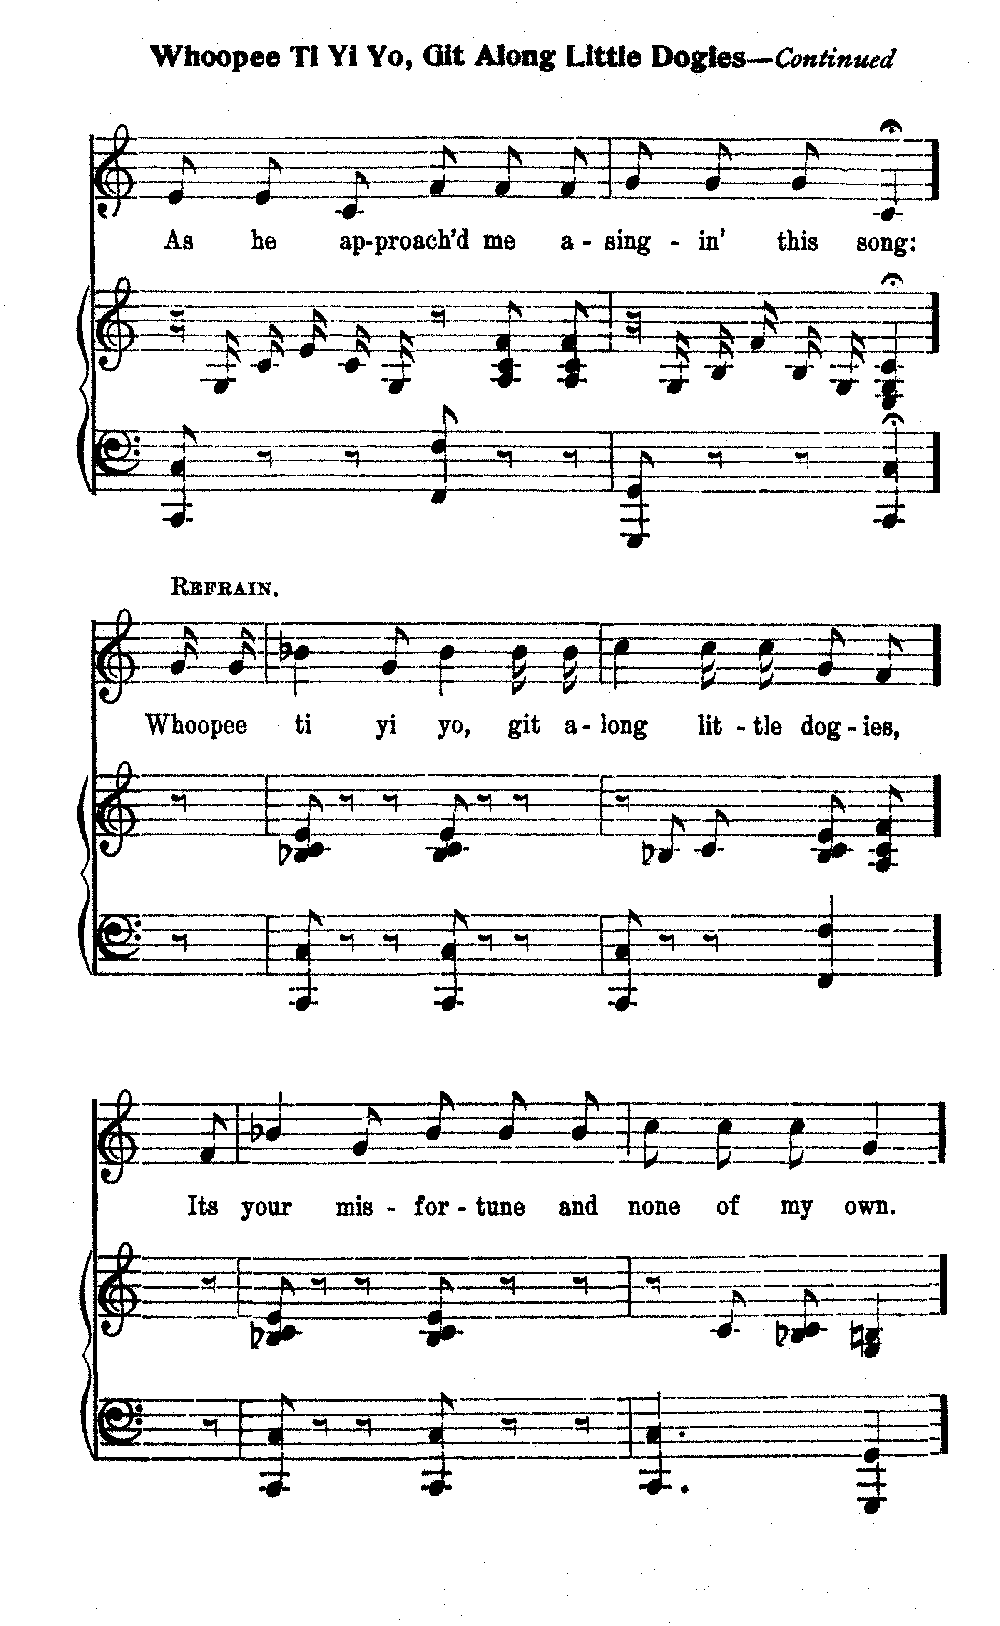 Whoopee Ti Yi Yo, Git Along Little Dogies—Continued
As he ap-proach'd me a - sing - in' this song:
REFRAIN.
Whoopee ti yi yo, git a - long lit - tle dog - ies,
Its your mis - for - tune and none of my own.